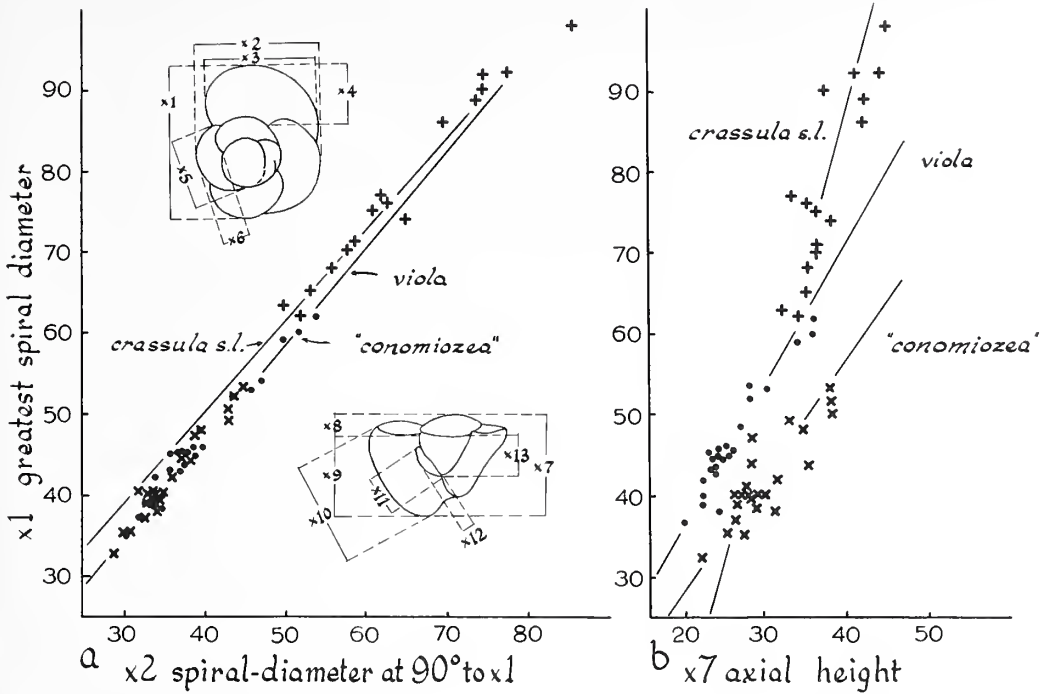 x1 greatest spiral diameter
90
80
70
60
50
40
30
x2
x3
x1
x4
x5
x6
crassula s.l.
viola
"conomiozea"
x8
x9
x10
x11
x12
x13
x7
30 40 50 60 70 80
a x2 spiral-diameter at 90° to x1
90
80
70
60
50
40
30
crassula s.l.
viola
"conomiozea"
20 30 40 50
b x7 axial height